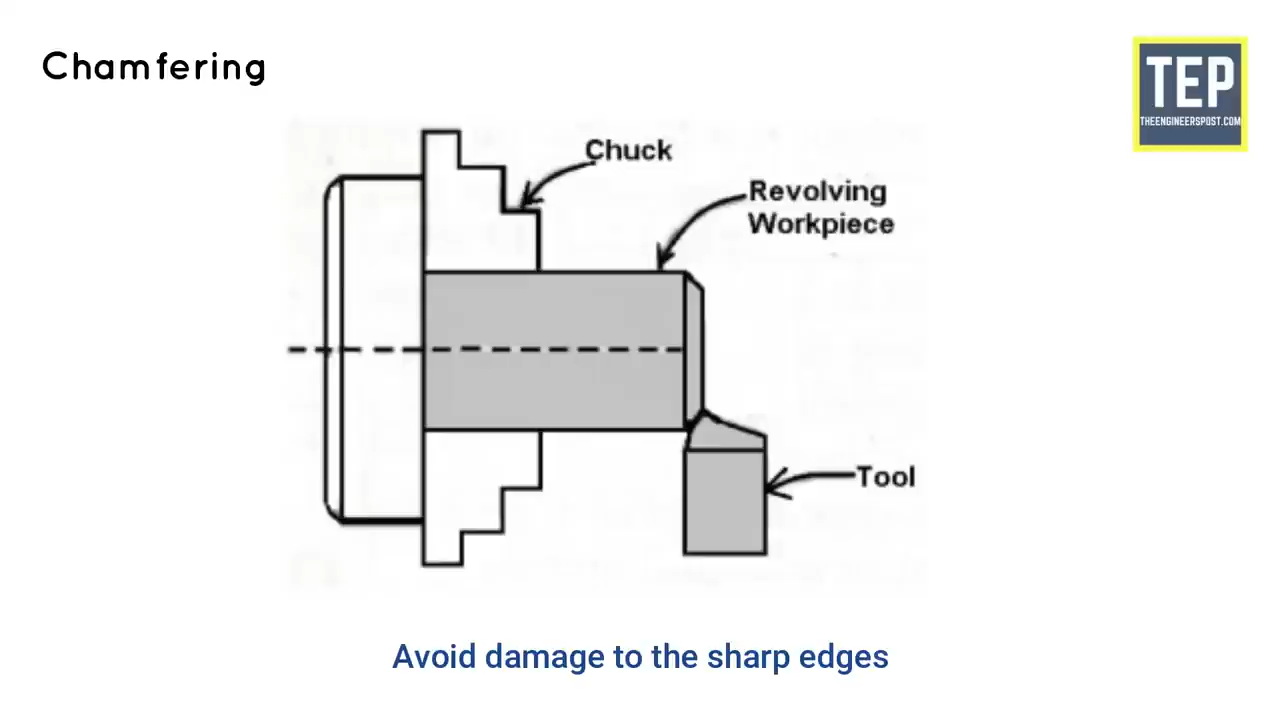 Chamfering
TEP
THEENGINEERSPOST.COM
Chuck
Revolving
Workpiece
Tool
Avoid damage to the sharp edges